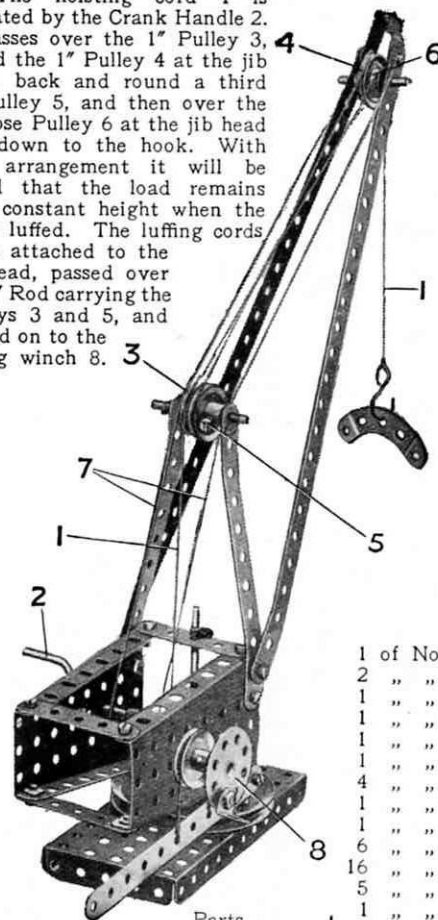 The hoisting cord 1 is
ated by the Crank Handle 2.
asses over the 1" Pulley 3,
d the 1" Pulley 4 at the jib
back and round a third
ulley 5, and then over the
ose Pulley 6 at the jib head
down to the hook. With
arrangement it will be
d that the load remains
constant height when the
luffed. The luffing cords
attached to the
ead, passed over
" Rod carrying the
ys 3 and 5, and
d on to the
g winch 8.
4
6
1
3
7
1
5
2
8
1 of No
2 " "
1 " "
1 " "
1 " "
1 " "
4 " "
1 " "
1 " "
6 " "
16 " "
5 " "
1 " "
Parts